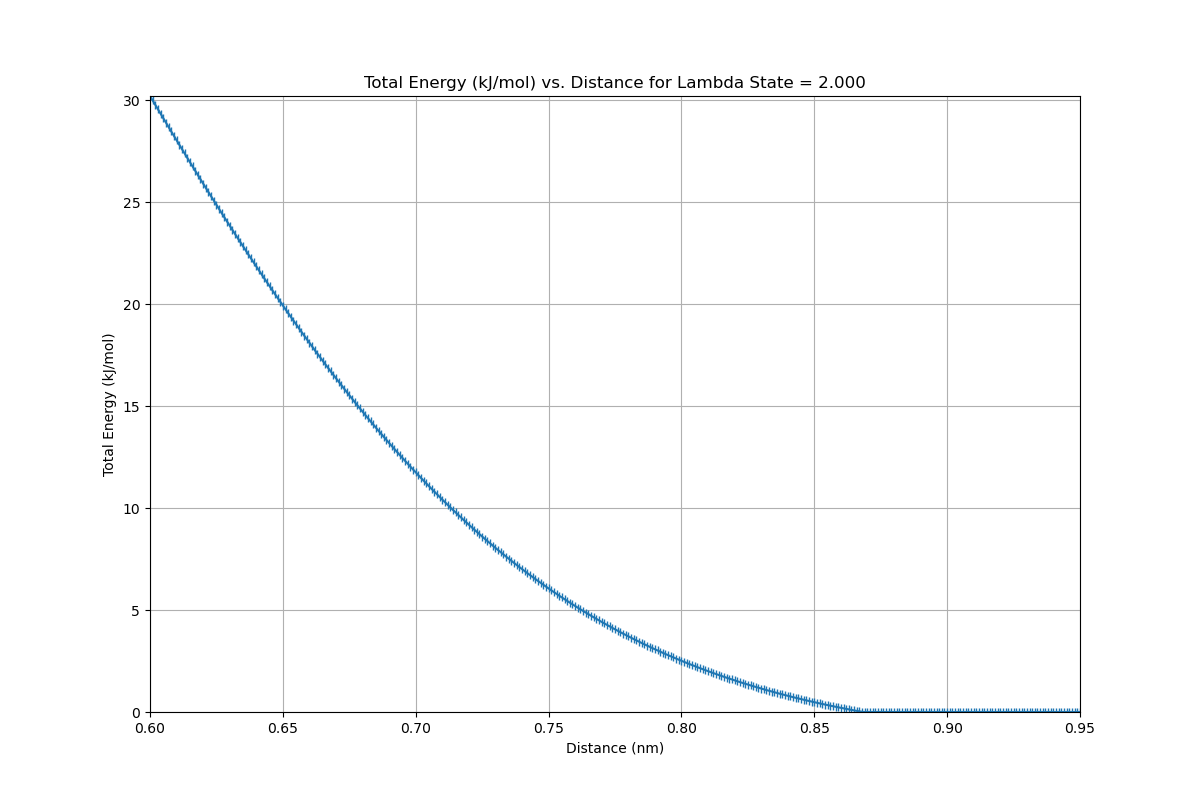 Total Energy (kJ/mol) vs. Distance for Lambda State = 2.000
30
25
20
15
10
5
0
Total Energy (kJ/mol)
0.60 0.65 0.70 0.75 0.80 0.85 0.90 0.95
Distance (nm)